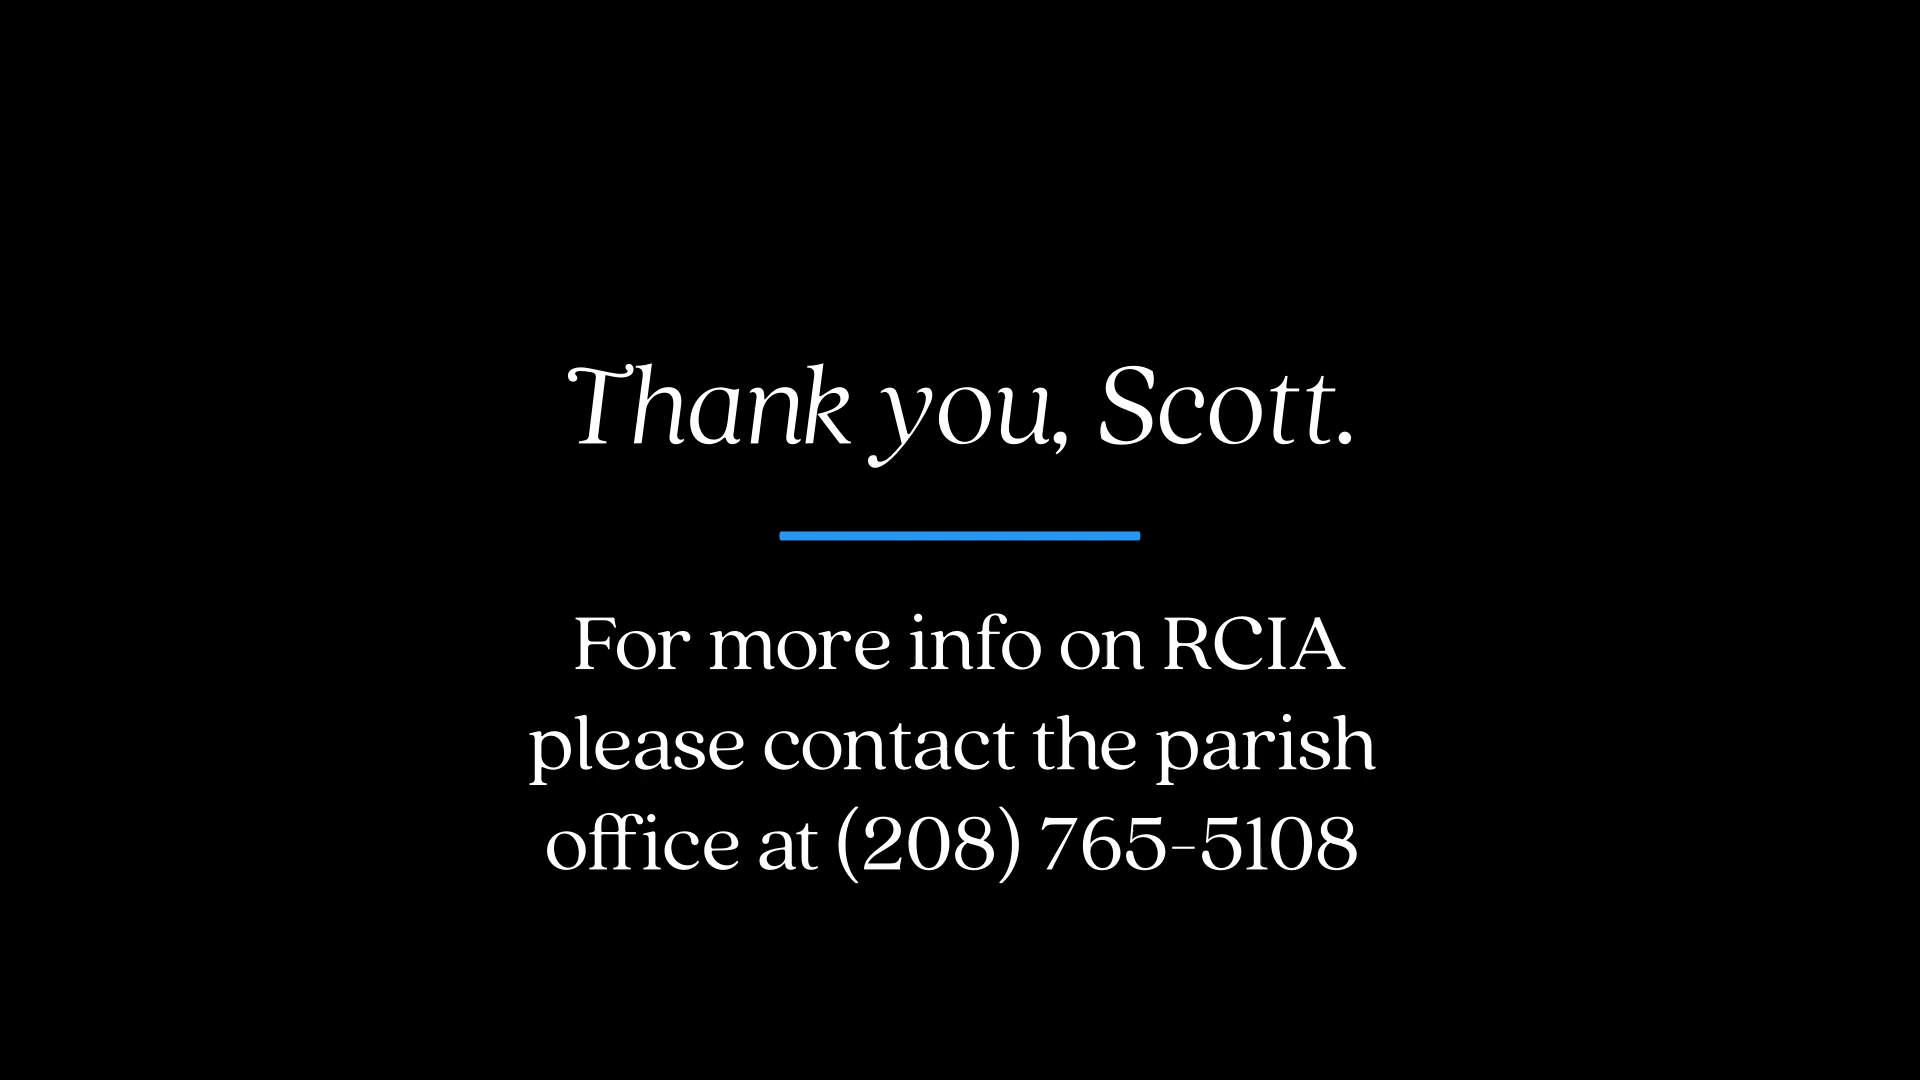 Thank you, Scott.
For more info on RCIA
please contact the parish
office at (208) 765-5108